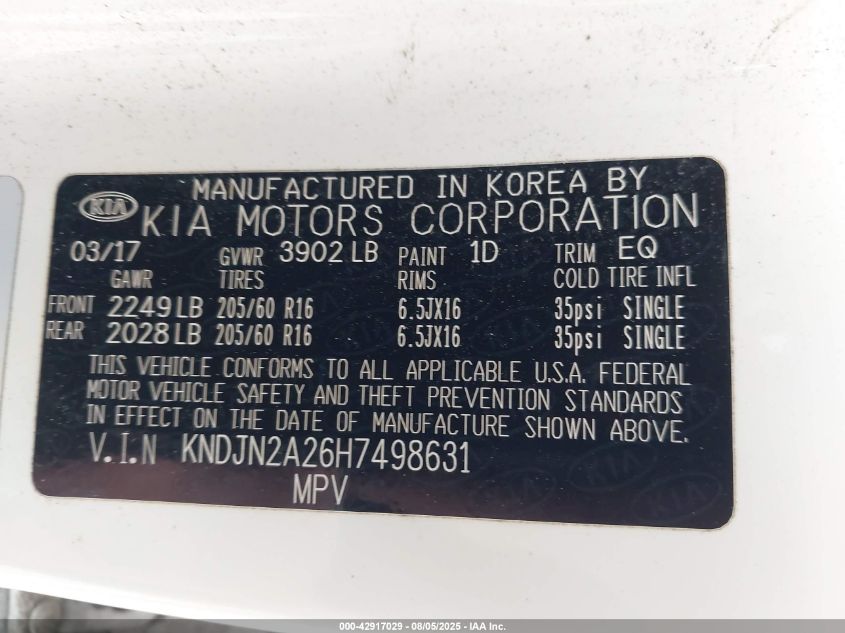 MANUFACTURED IN KOREA BY
KIA KIA MOTORS CORPORATION
03/17 GVWR 3902 LB PAINT 1D TRIM EQ
GAWR TIRES RIMS COLD TIRE INFL
FRONT 2249 LB 205/60 R16 6.5JX16 35psi SINGLE
REAR 2028 LB 205/60 R16 6.5JX16 35psi SINGLE
THIS VEHICLE CONFORMS TO ALL APPLICABLE U.S.A. FEDERAL
MOTOR VEHICLE SAFETY AND THEFT PREVENTION STANDARDS
IN EFFECT ON THE DATE OF MANUFACTURE SHOWN ABOVE.
V.I.N KNDJN2A26H7498631
MPV
KIA
000-42917029 - 08/05/2025 - IAA Inc.